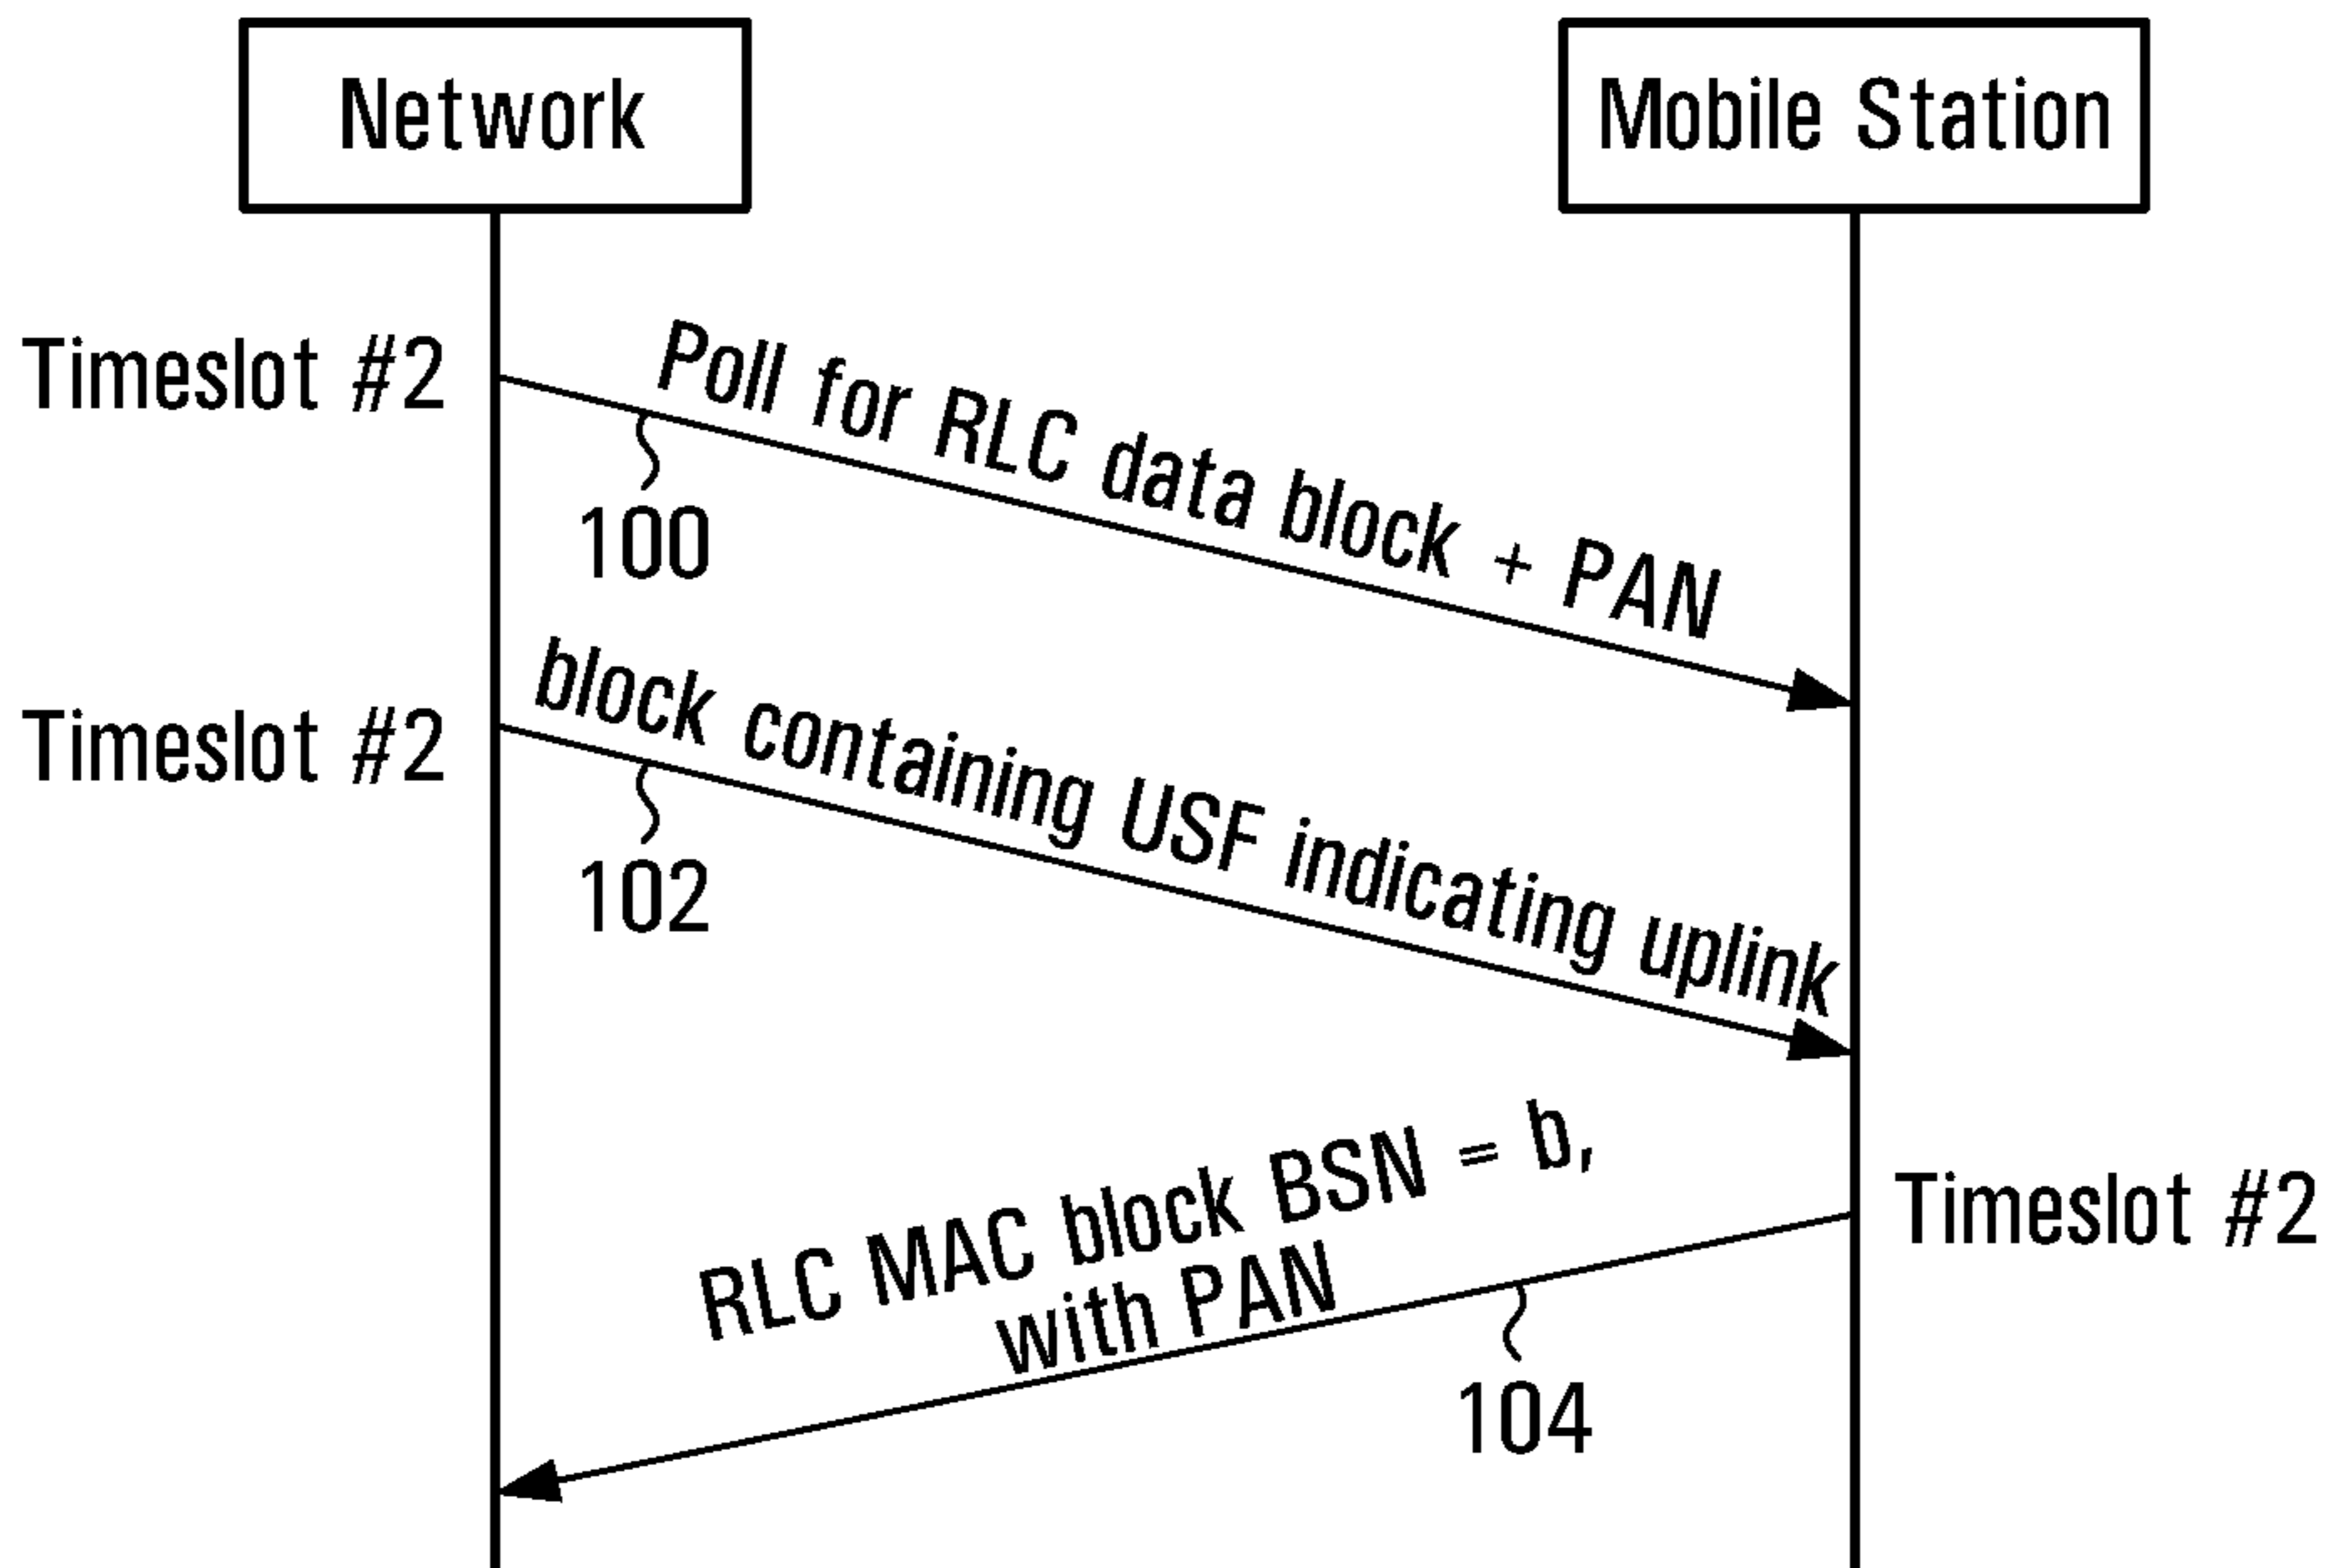 Network
Mobile Station
Timeslot #2
Poll for RLC data block + PAN
100
Timeslot #2
block containing USF indicating uplink
102
RLC MAC block BSN = b,
with PAN
Timeslot #2
104